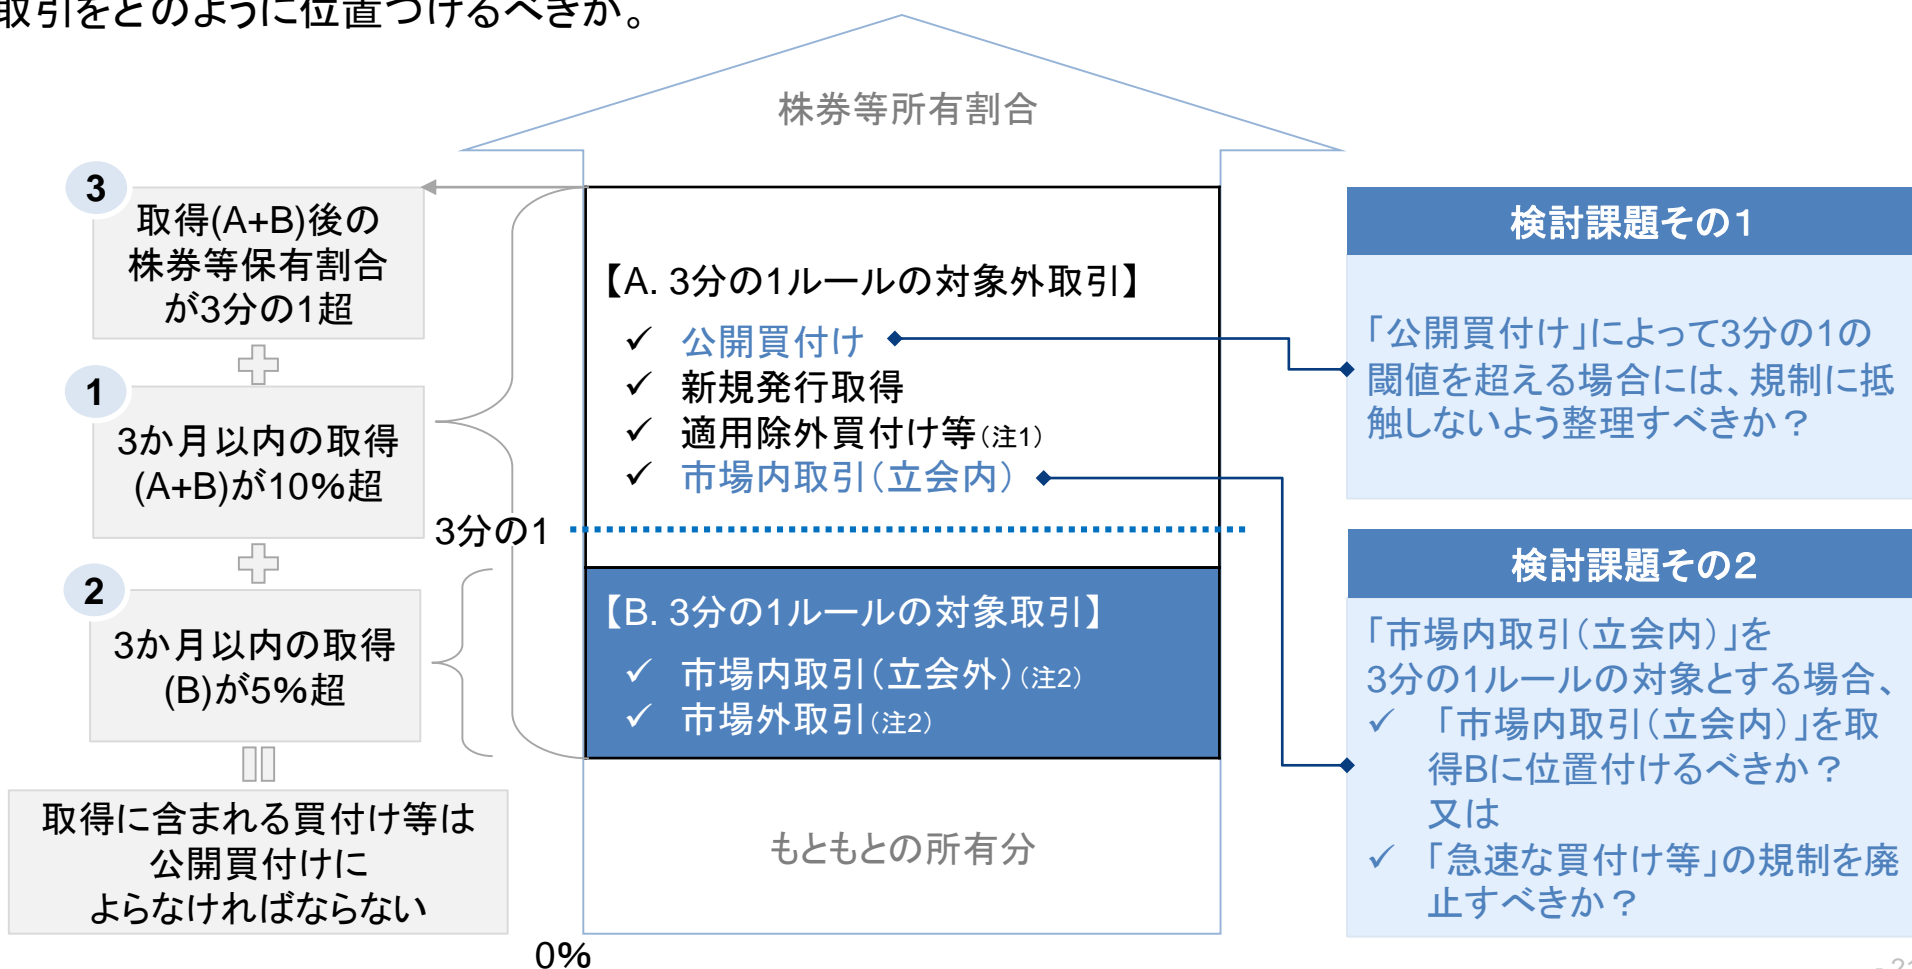 取引をどのように位置づけるべきか。
株券等所有割合
3
取得(A+B)後の
株券等保有割合
が3分の1超
1
3か月以内の取得
(A+B)が10%超
2
3か月以内の取得
(B)が5%超
取得に含まれる買付け等は
公開買付けに
よらなければならない
3分の1
0%
【A. 3分の1ルールの対象外取引】
✓ 公開買付け
✓ 新規発行取得
✓ 適用除外買付け等(注1)
✓ 市場内取引(立会内)
【B. 3分の1ルールの対象取引】
✓ 市場内取引(立会外)(注2)
✓ 市場外取引(注2)
もともとの所有分
検討課題その1
「公開買付け」によって3分の1の
閾値を超える場合には、規制に抵
触しないよう整理すべきか?
検討課題その2
「市場内取引(立会内)」を
3分の1ルールの対象とする場合、
✓ 「市場内取引(立会内)」を取
得Bに位置付けるべきか?
又は
✓ 「急速な買付け等」の規制を廃
止すべきか?